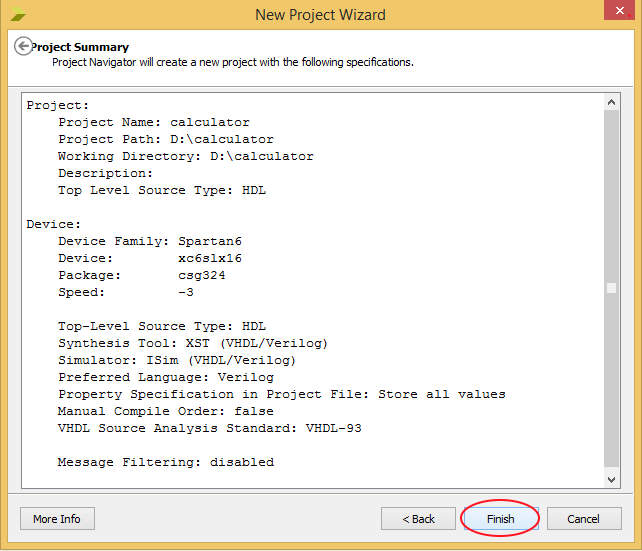 New Project Wizard
Project Summary
Project Navigator will create a new project with the following specifications.
Project:
Project Name: calculator
Project Path: D:\calculator
Working Directory: D:\calculator
Description:
Top Level Source Type: HDL
Device:
Device Family: Spartan6
Device: xc6slx16
Package: csg324
Speed: -3
Top-Level Source Type: HDL
Synthesis Tool: XST (VHDL/Verilog)
Simulator: ISim (VHDL/Verilog)
Preferred Language: Verilog
Property Specification in Project File: Store all values
Manual Compile Order: false
VHDL Source Analysis Standard: VHDL-93
Message Filtering: disabled
More Info < Back Finish Cancel